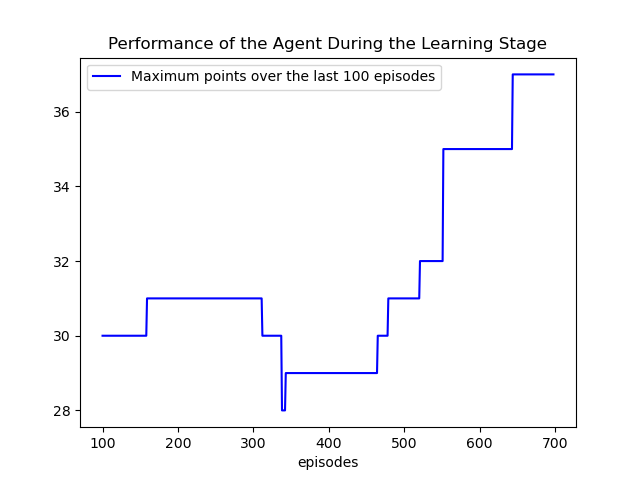 Performance of the Agent During the Learning Stage
Maximum points over the last 100 episodes
36
34
32
30
28
100 200 300 400 500 600 700
episodes